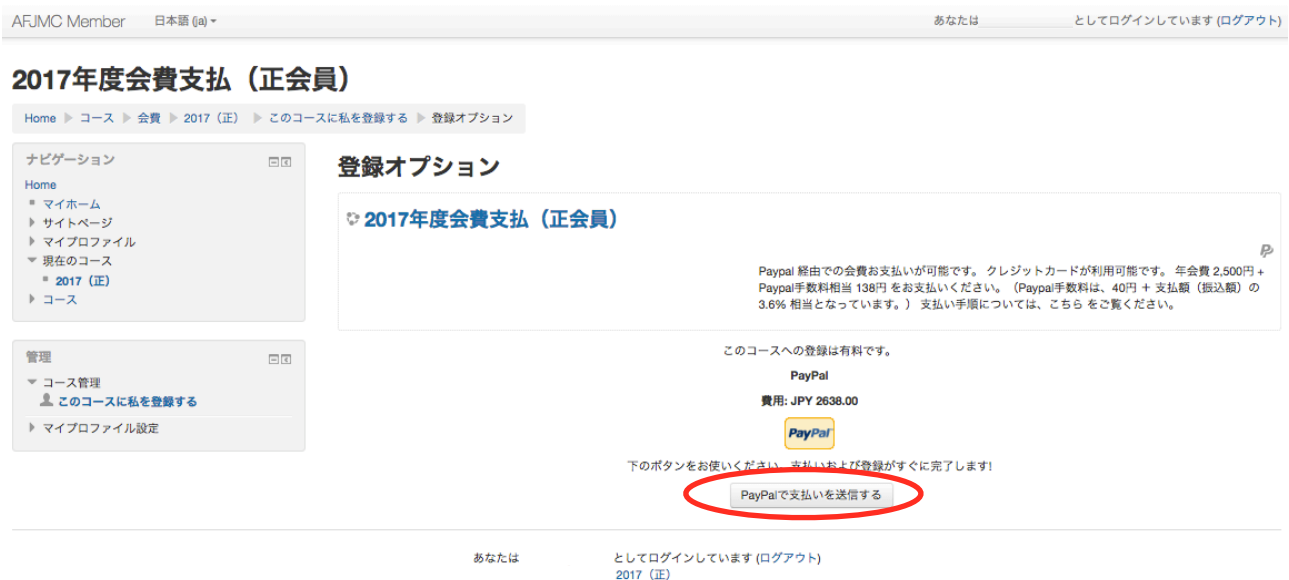 AFJMC Member 日本語 (ja) あなたは としてログインしています (ログアウト)
2017年度会費支払（正会員）
Home コース 会費 2017（正） このコースに私を登録する 登録オプション
ナビゲーション
Home
マイホーム
サイトページ
マイプロファイル
現在のコース
2017（正）
コース
管理
コース管理
このコースに私を登録する
マイプロファイル設定
登録オプション
2017年度会費支払（正会員）
Paypal 経由での会費お支払いが可能です。 クレジットカードが利用可能です。 年会費 2,500円 +
Paypal手数料相当 138円 をお支払いください。（Paypal手数料は、40円 + 支払額（振込額）の
3.6% 相当となっています。） 支払い手順については、こちら をご覧ください。
このコースへの登録は有料です。
PayPal
費用: JPY 2638.00
PayPal
下のボタンをお使いください。支払いおよび登録がすぐに完了します!
PayPalで支払いを送信する
あなたは としてログインしています (ログアウト)
2017（正）